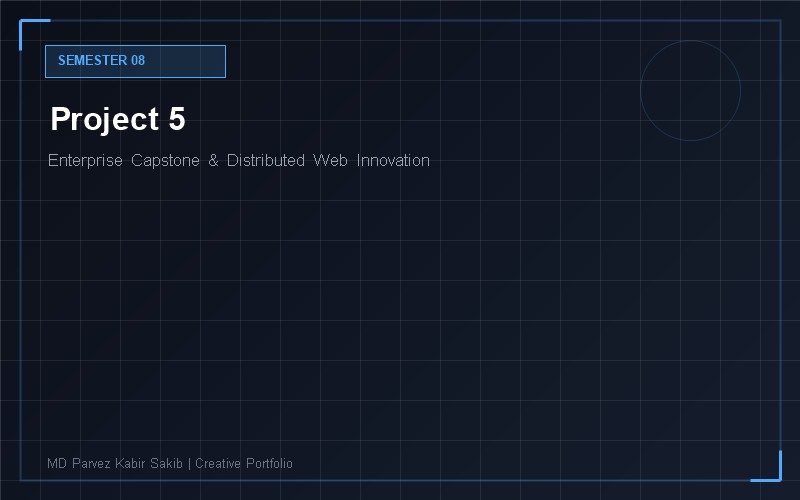 SEMESTER 08
Project 5
Enterprise Capstone & Distributed Web Innovation
MD Parvez Kabir Sakib | Creative Portfolio